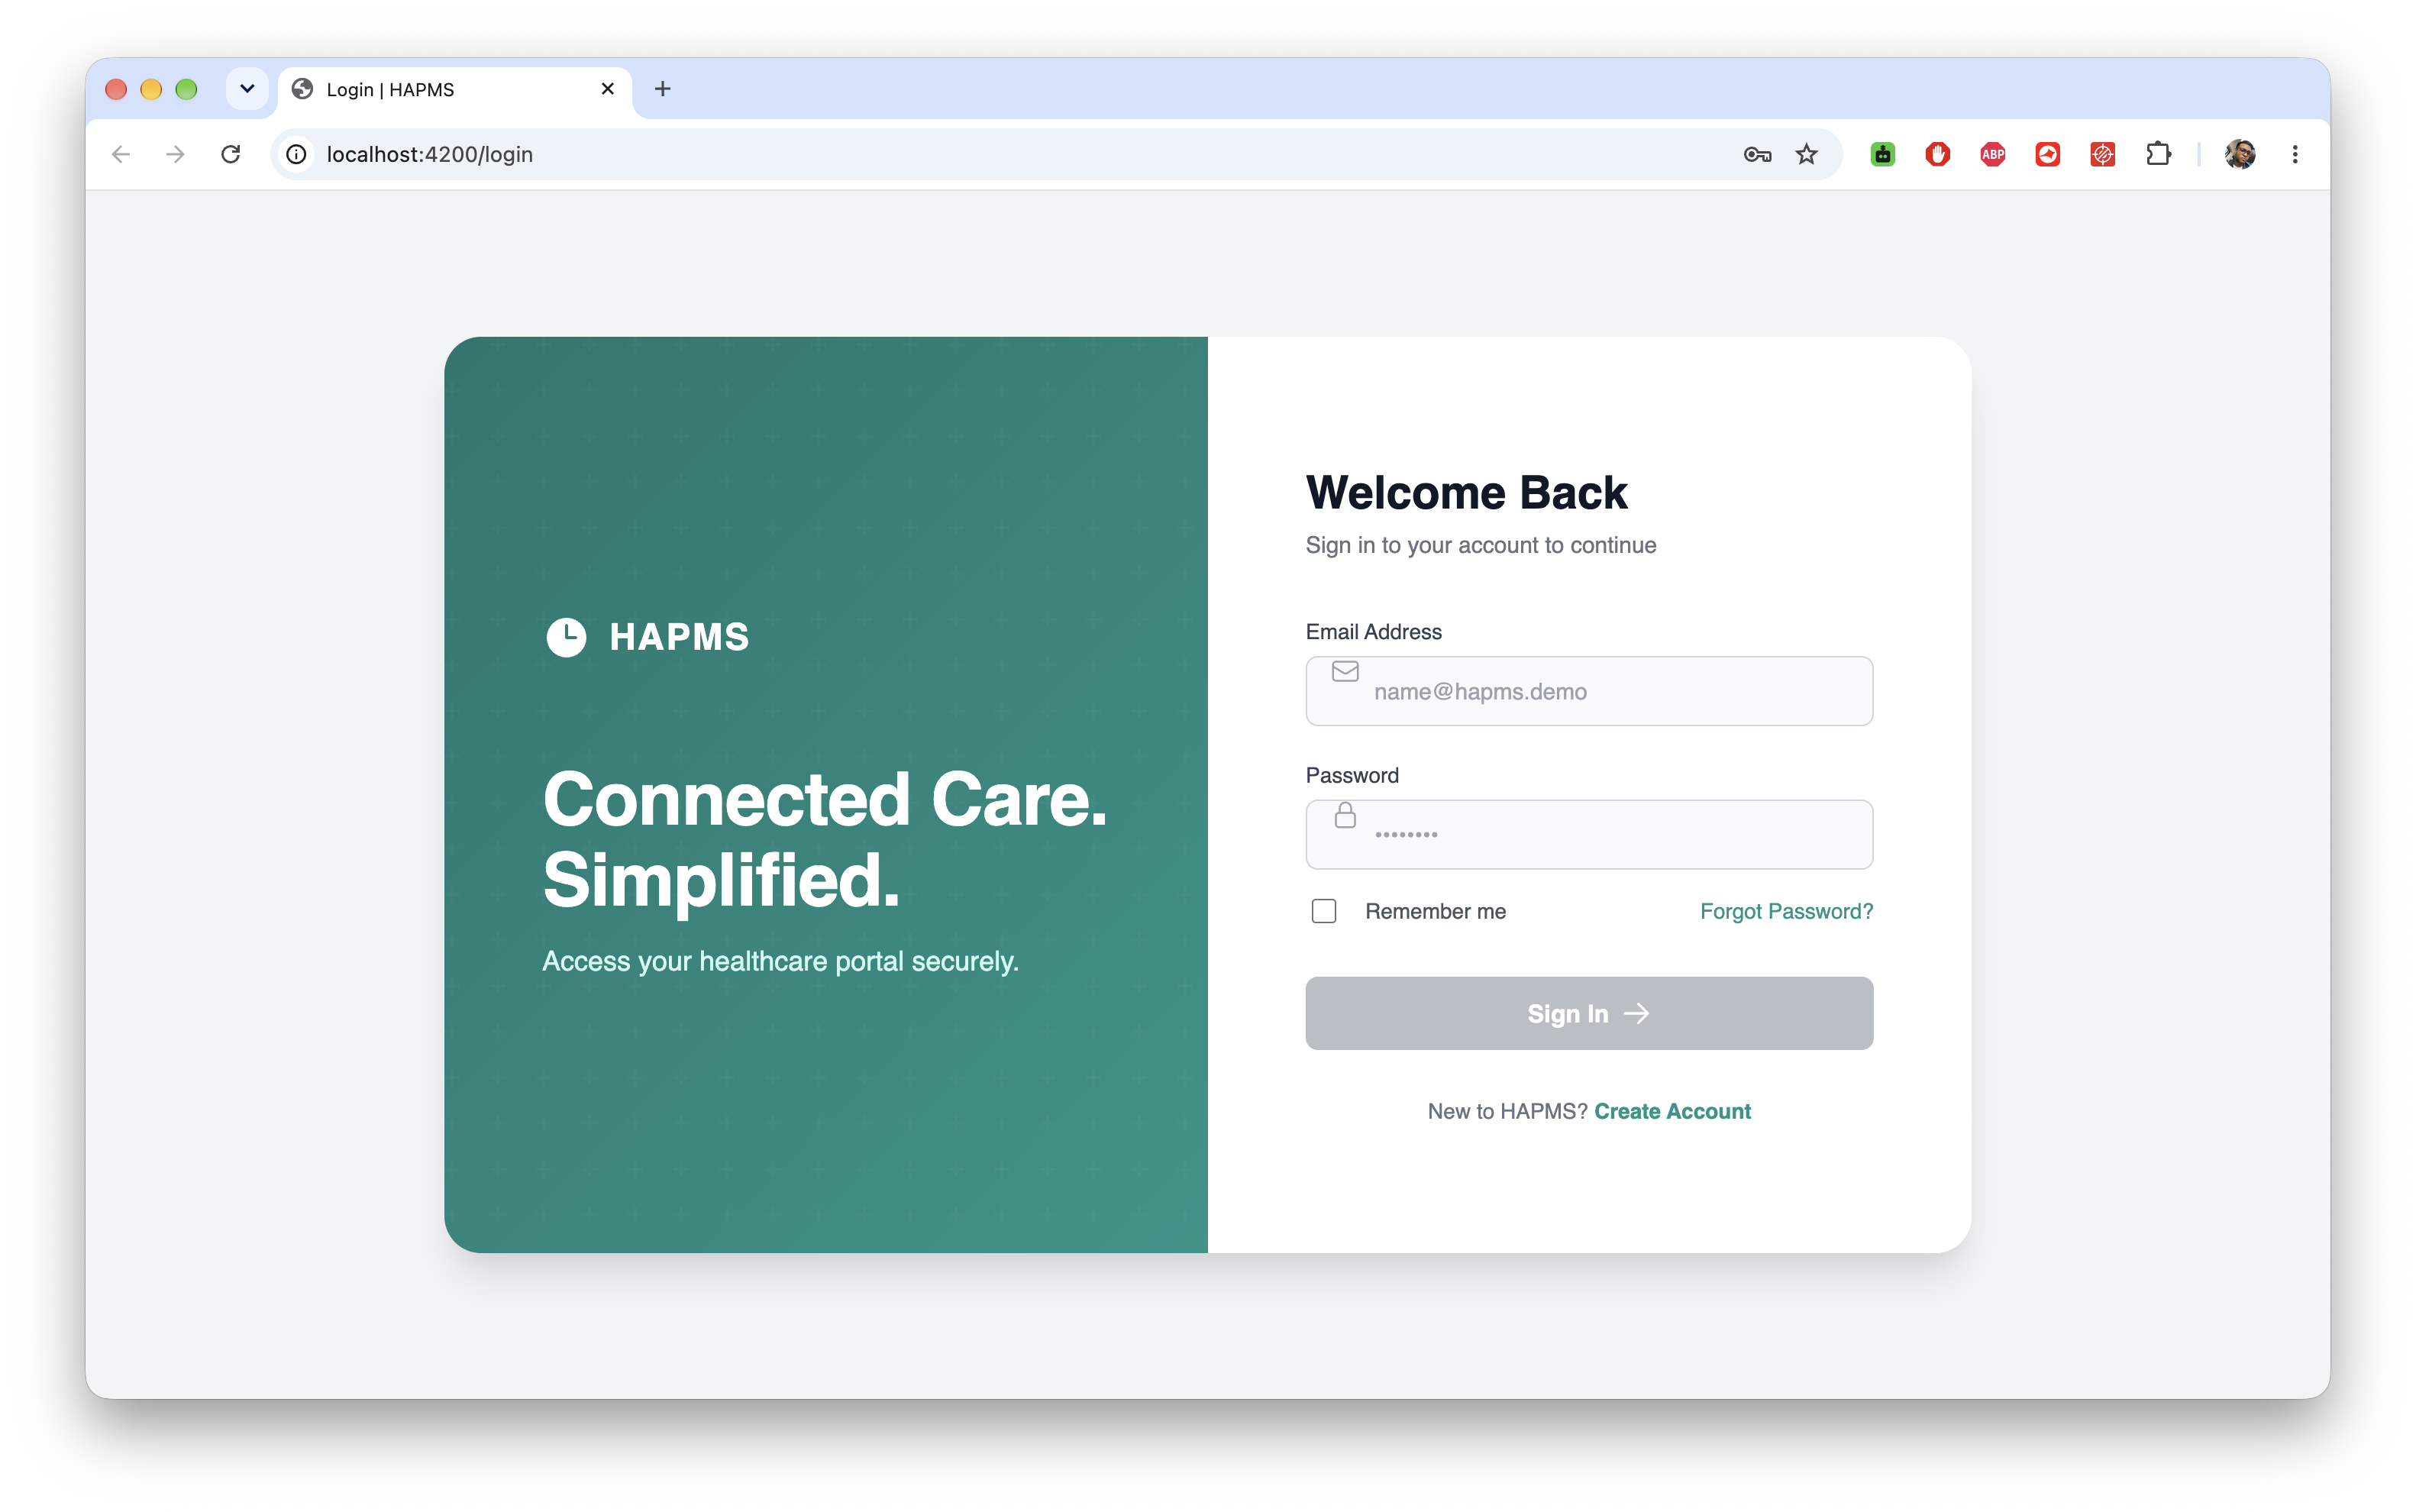 Login | HAPMS
localhost:4200/login
ABP
HAPMS
Connected Care.
Simplified.
Access your healthcare portal securely.
Welcome Back
Sign in to your account to continue
Email Address
name@hapms.demo
Password
••••••••
Remember me
Forgot Password?
Sign In →
New to HAPMS? Create Account